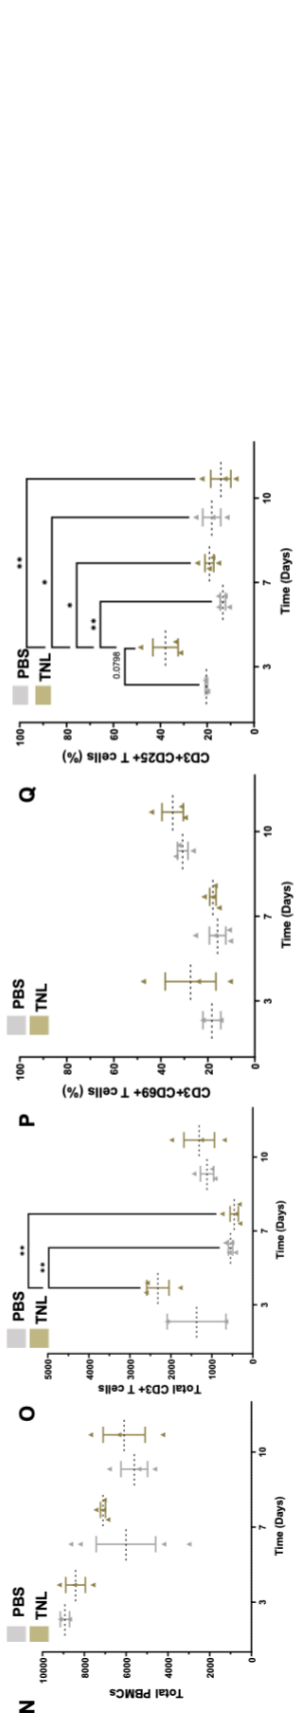 N
PBS
TNL
Total PBMCs
10000
8000
6000
4000
2000
0
3
7
10
Time (Days)
O
PBS
TNL
Total CD3+ T cells
5000
4000
3000
2000
1000
0
**
**
3
7
10
Time (Days)
P
PBS
TNL
CD3+CD69+ T cells (%)
100
80
60
40
20
0
3
7
10
Time (Days)
Q
PBS
TNL
CD3+CD25+ T cells (%)
100
80
60
40
20
0
**
*
*
**
0.0798
3
7
10
Time (Days)